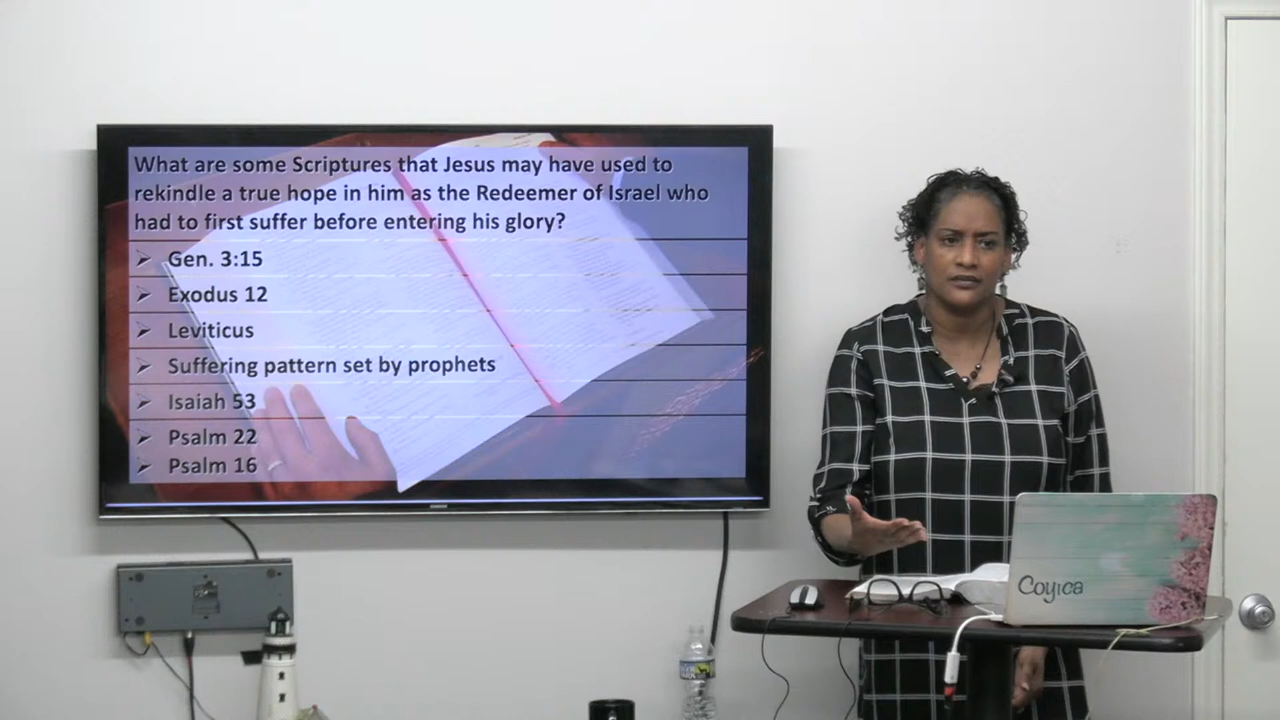 What are some Scriptures that Jesus may have used to
rekindle a true hope in him as the Redeemer of Israel who
had to first suffer before entering his glory?
➢ Gen. 3:15
➢ Exodus 12
➢ Leviticus
➢ Suffering pattern set by prophets
➢ Isaiah 53
➢ Psalm 22
➢ Psalm 16
Coyica